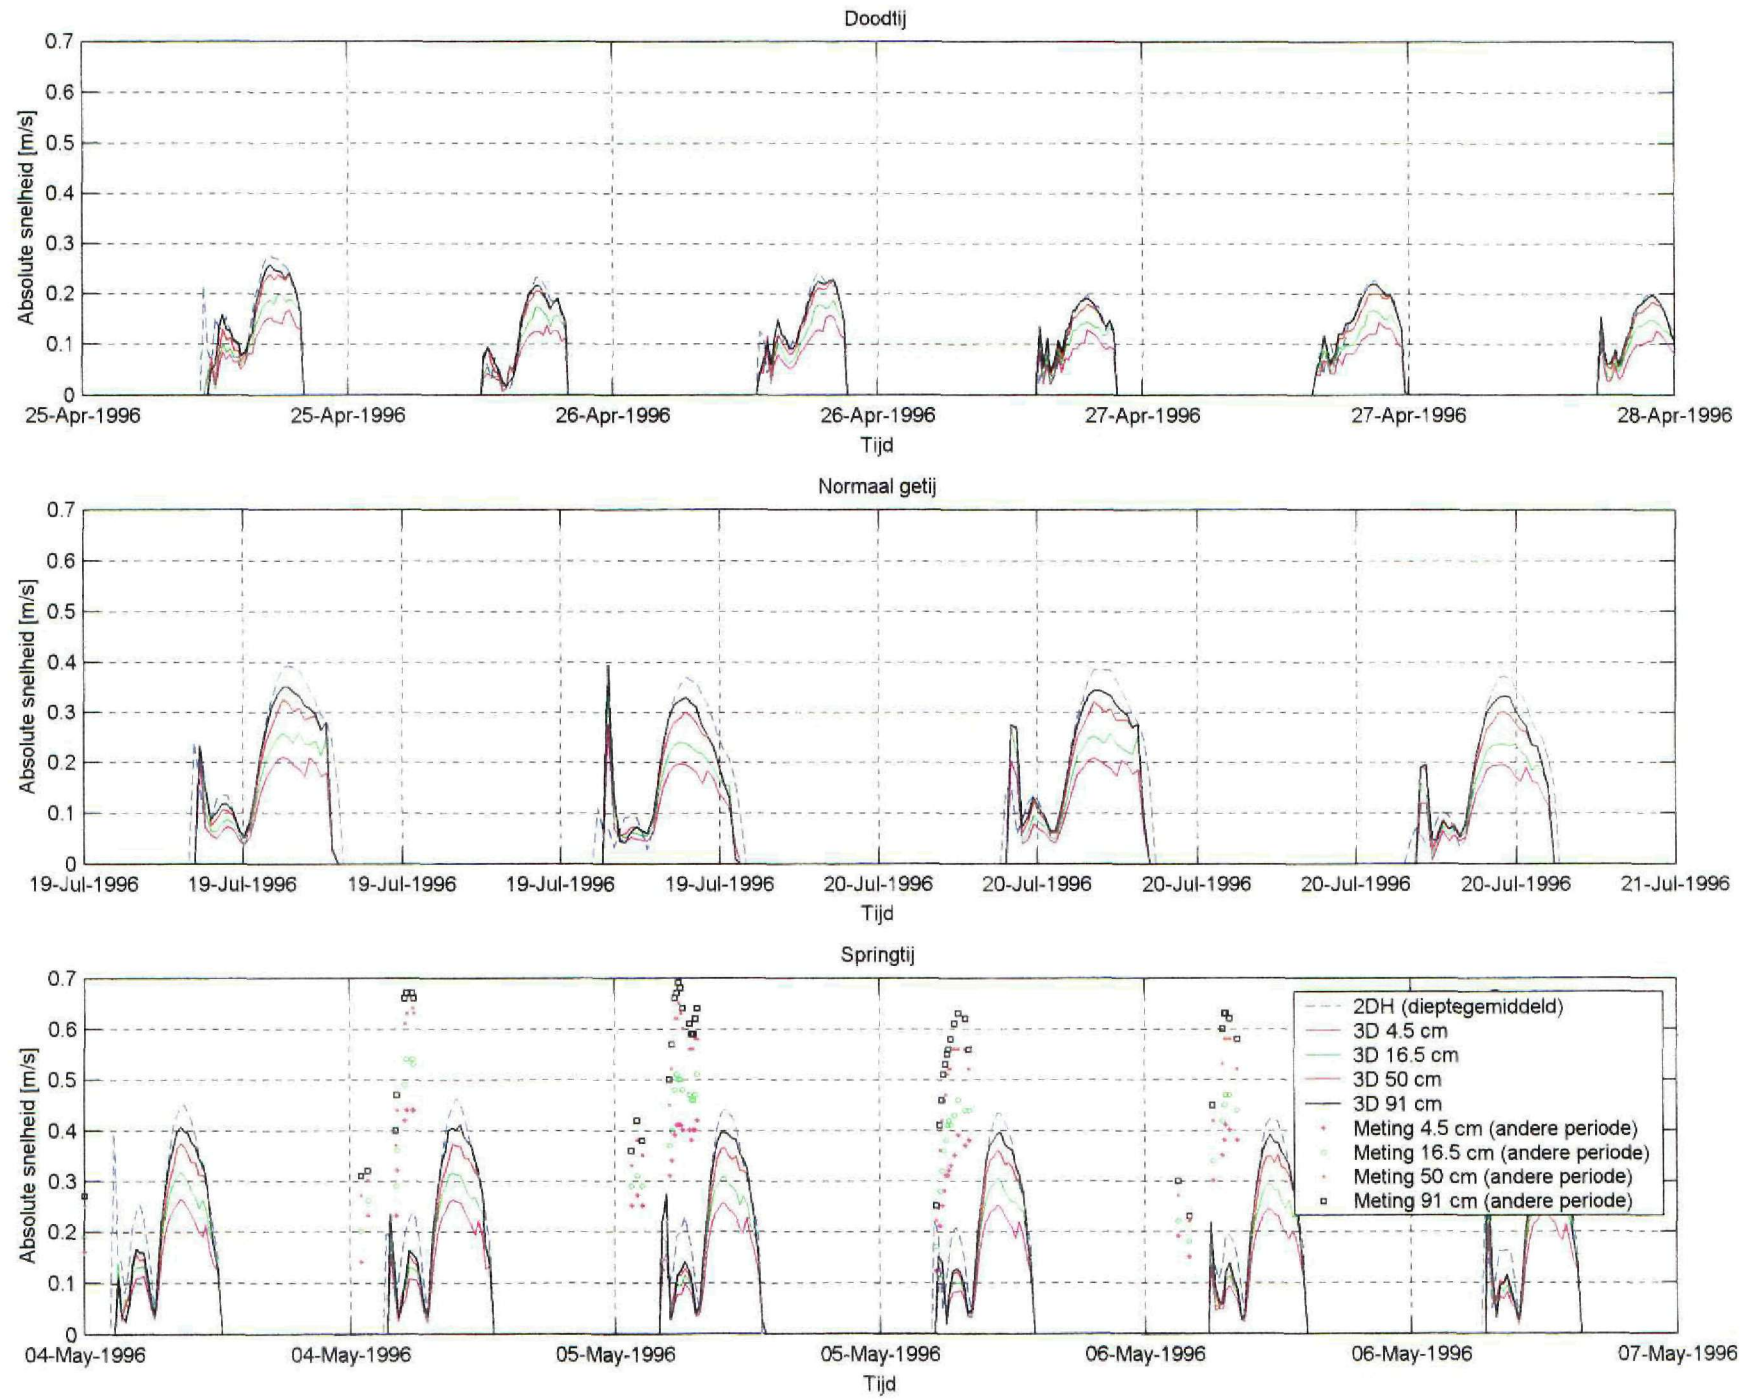 Doodtij
0.7
0.6
0.5
0.4
0.3
0.2
0.1
0
Absolute snelheid [m/s]
25-Apr-1996 25-Apr-1996 26-Apr-1996 26-Apr-1996 27-Apr-1996 27-Apr-1996 28-Apr-1996
Tijd
Normaal getij
0.7
0.6
0.5
0.4
0.3
0.2
0.1
0
Absolute snelheid [m/s]
19-Jul-1996 19-Jul-1996 19-Jul-1996 19-Jul-1996 19-Jul-1996 20-Jul-1996 20-Jul-1996 20-Jul-1996 20-Jul-1996 20-Jul-1996 21-Jul-1996
Tijd
Springtij
0.7
0.6
0.5
0.4
0.3
0.2
0.1
0
Absolute snelheid [m/s]
2DH (dieptegemiddeld)
3D 4.5 cm
3D 16.5 cm
3D 50 cm
3D 91 cm
Meting 4.5 cm (andere periode)
Meting 16.5 cm (andere periode)
Meting 50 cm (andere periode)
Meting 91 cm (andere periode)
04-May-1996 04-May-1996 05-May-1996 05-May-1996 06-May-1996 06-May-1996 07-May-1996
Tijd